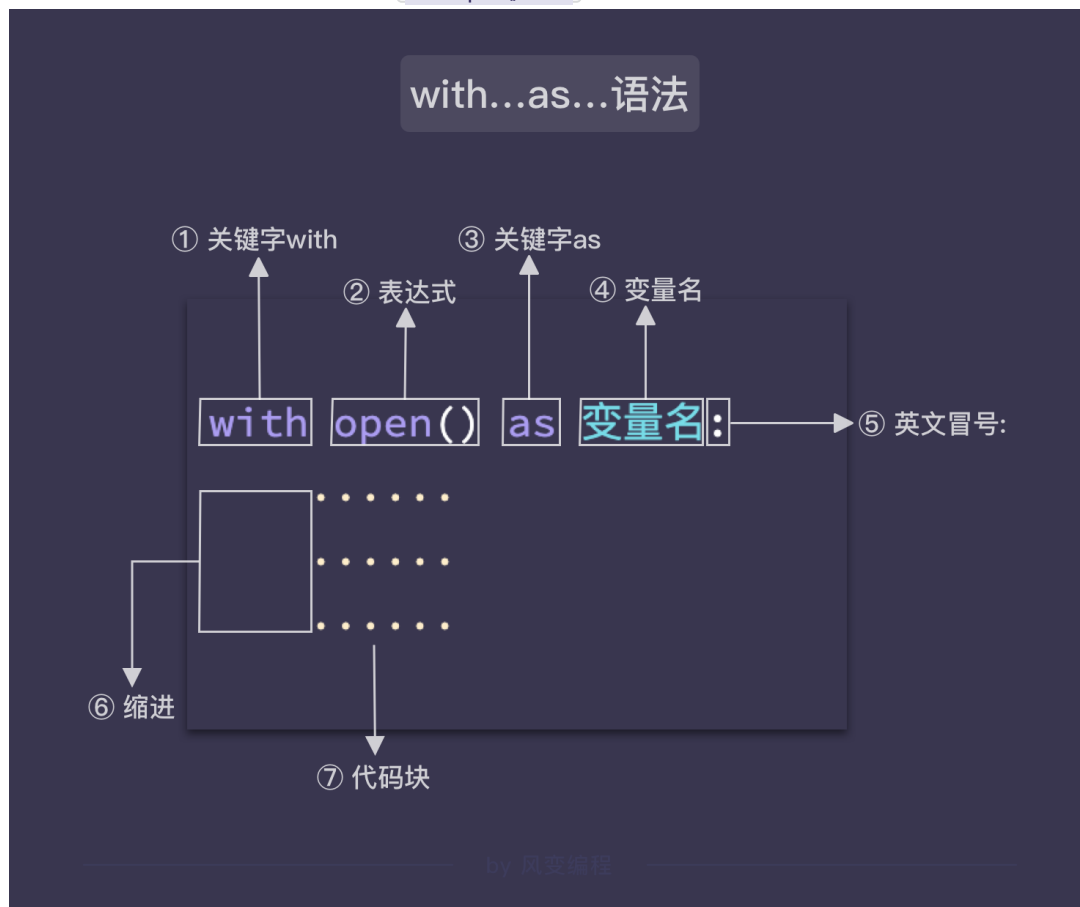 with...as...语法
① 关键字with
③ 关键字as
② 表达式
④ 变量名
with open() as 变量名:
⑤ 英文冒号:
⑥ 缩进
⑦ 代码块
by 风变编程